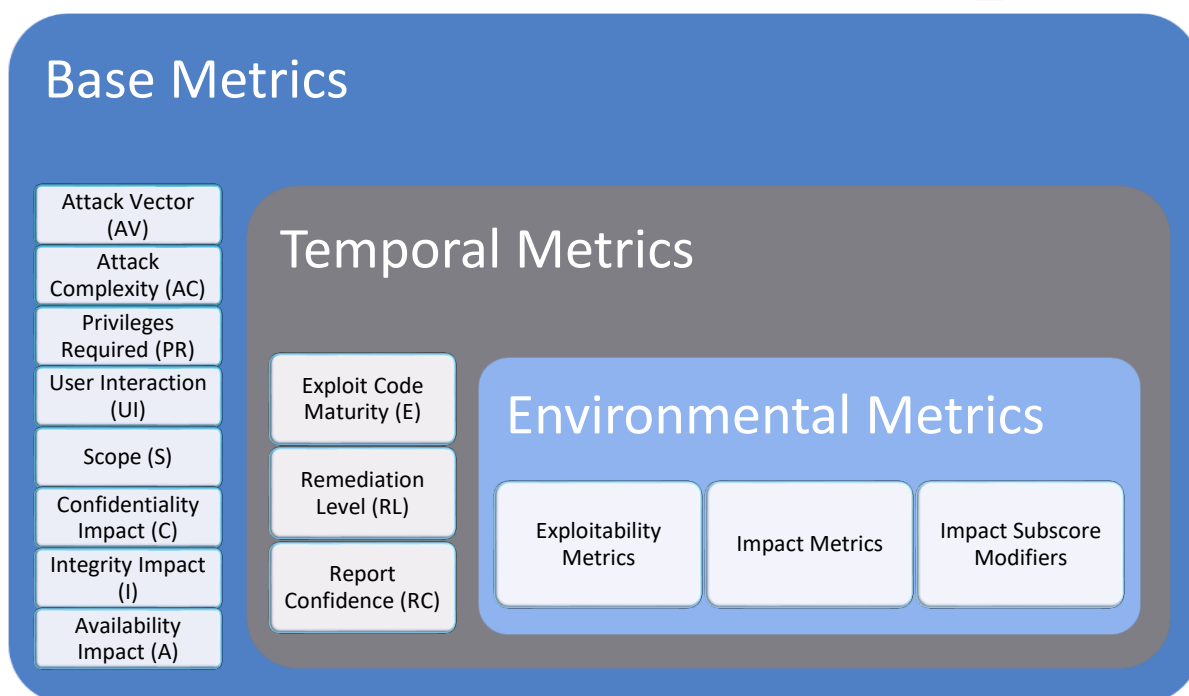 Base Metrics
Attack Vector
(AV)
Attack
Complexity (AC)
Privileges
Required (PR)
User Interaction
(UI)
Scope (S)
Confidentiality
Impact (C)
Integrity Impact
(I)
Availability
Impact (A)
Temporal Metrics
Exploit Code
Maturity (E)
Remediation
Level (RL)
Report
Confidence (RC)
Environmental Metrics
Exploitability
Metrics
Impact Metrics
Impact Subscore
Modifiers